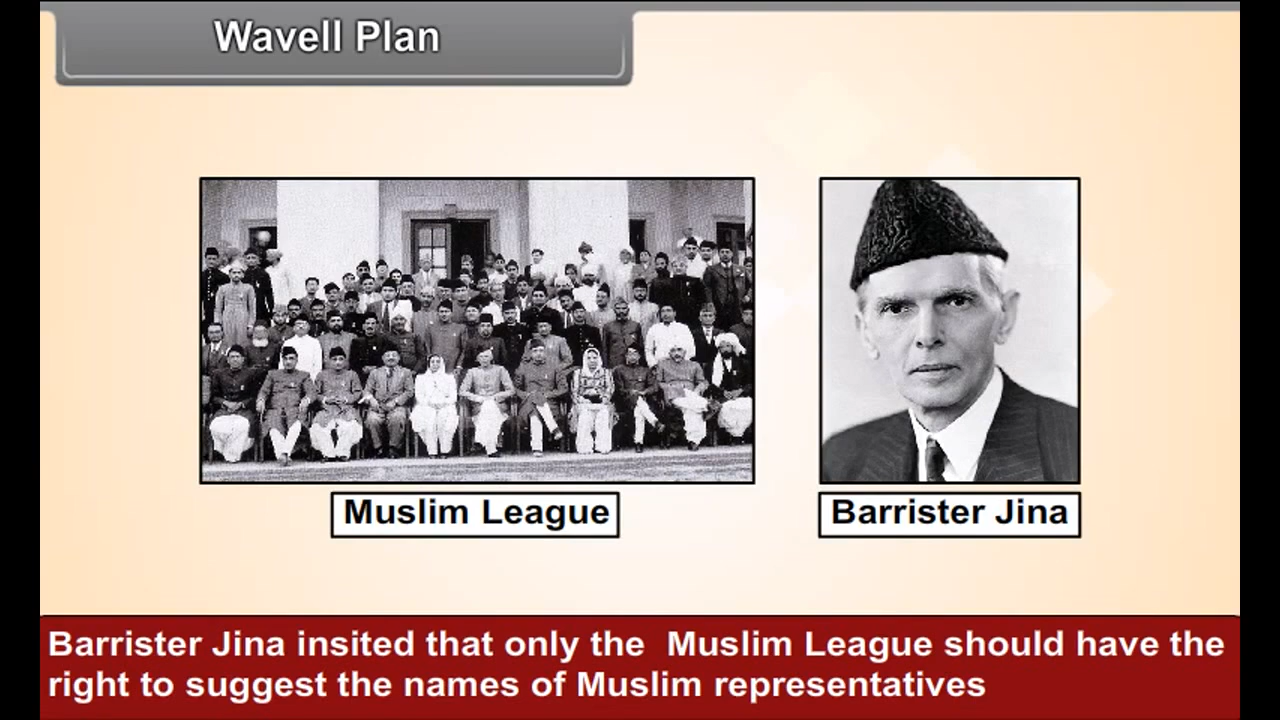 Wavell Plan
Muslim League
Barrister Jina
Barrister Jina insited that only the  Muslim League should have the
right to suggest the names of Muslim representatives